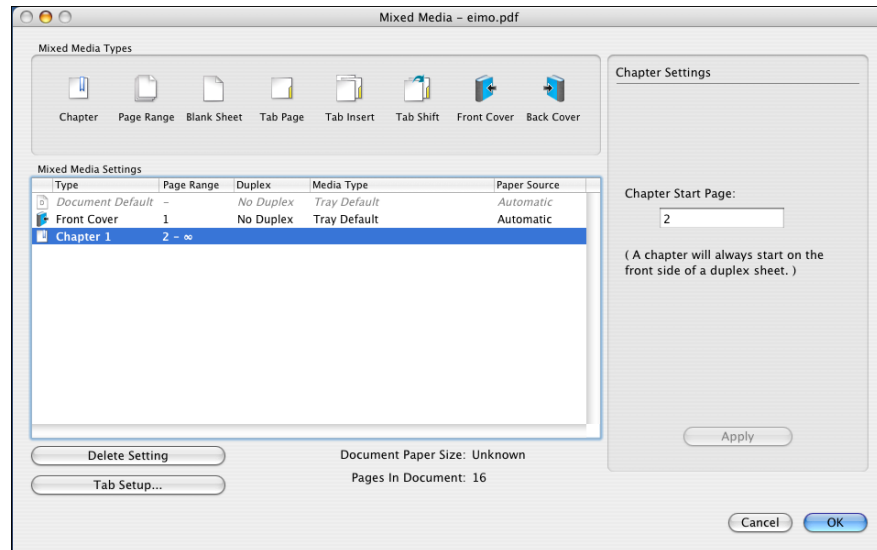 Mixed Media – eimo.pdf
Mixed Media Types
Chapter Page Range Blank Sheet Tab Page Tab Insert Tab Shift Front Cover Back Cover
Mixed Media Settings
Type Page Range Duplex Media Type Paper Source
Document Default – No Duplex Tray Default Automatic
Front Cover 1 No Duplex Tray Default Automatic
Chapter 1 2 – ∞
Delete Setting
Tab Setup...
Document Paper Size: Unknown
Pages In Document: 16
Chapter Settings
Chapter Start Page:
2
( A chapter will always start on the
front side of a duplex sheet. )
Apply
Cancel OK